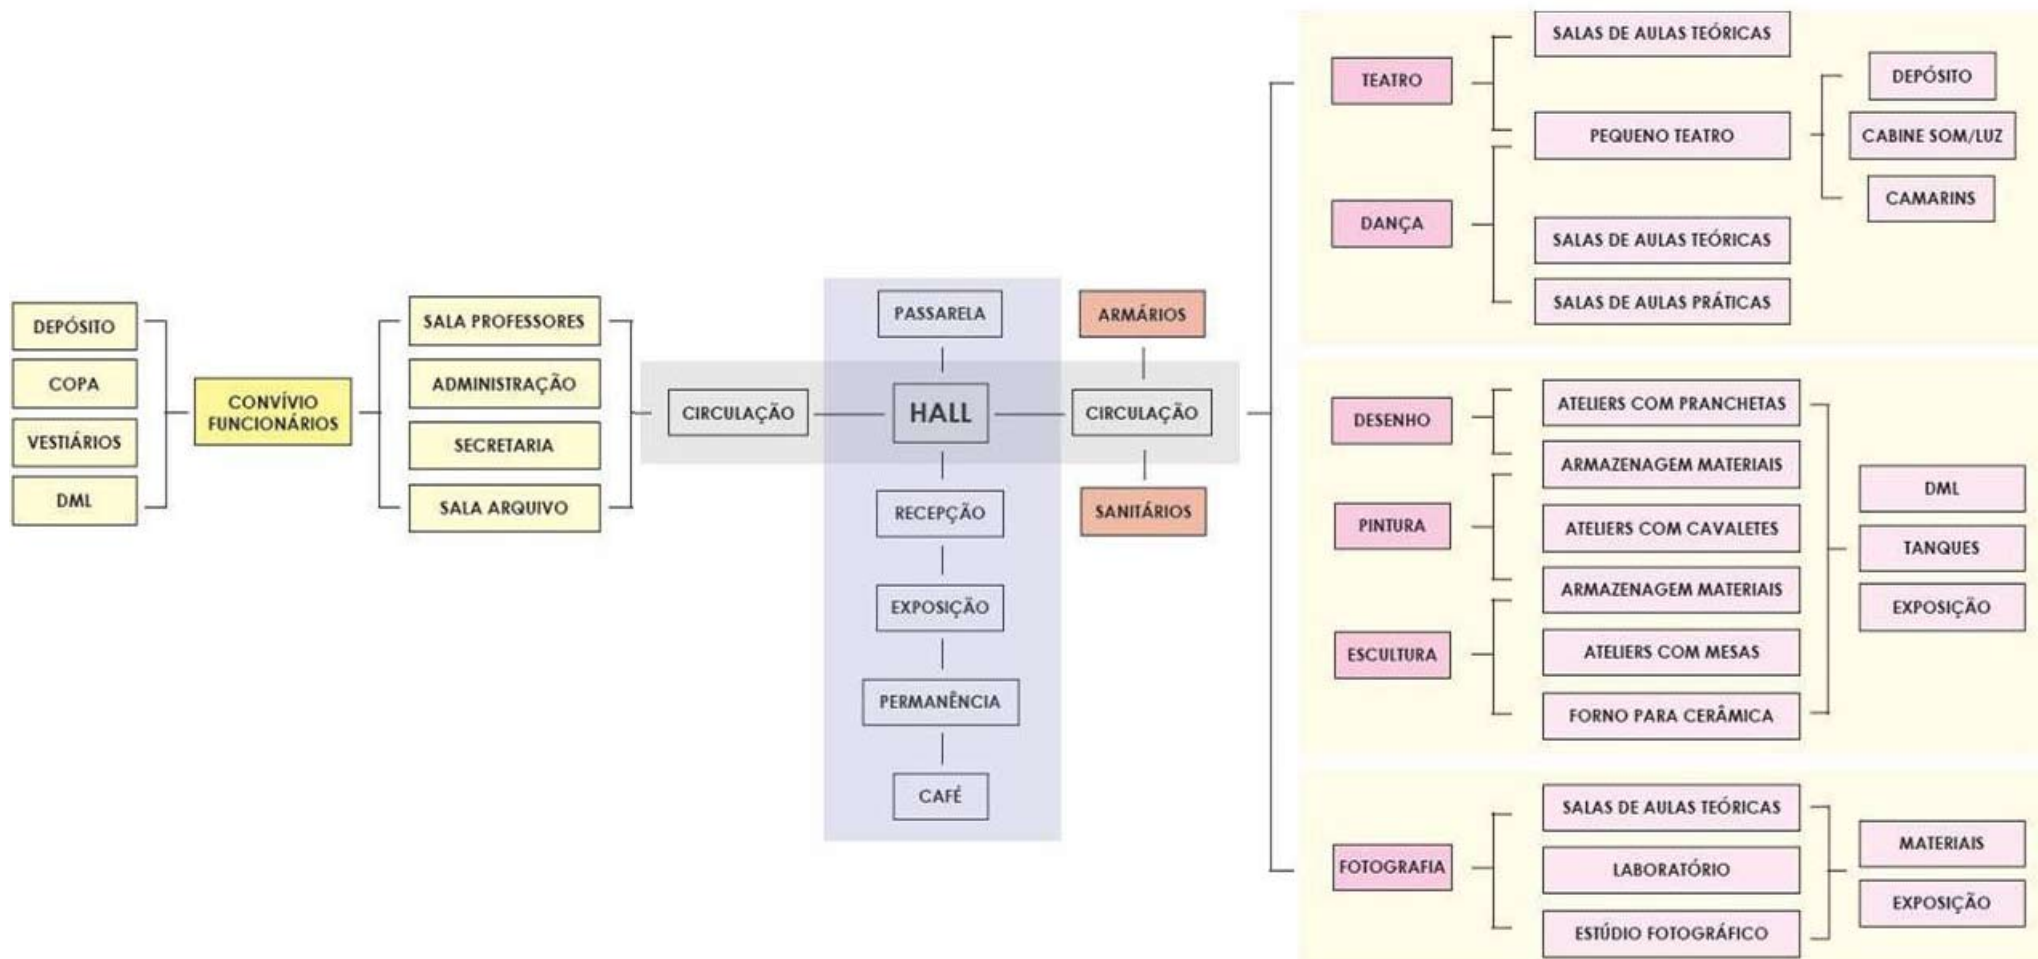 DEPÓSITO
COPA
VESTIÁRIOS
DML
CONVÍVIO
FUNCIONÁRIOS
SALA PROFESSORES
ADMINISTRAÇÃO
SECRETARIA
SALA ARQUIVO
CIRCULAÇÃO
PASSARELA
HALL
RECEPÇÃO
EXPOSIÇÃO
PERMANÊNCIA
CAFÉ
ARMÁRIOS
CIRCULAÇÃO
SANITÁRIOS
TEATRO
DANÇA
SALAS DE AULAS TEÓRICAS
PEQUENO TEATRO
SALAS DE AULAS TEÓRICAS
SALAS DE AULAS PRÁTICAS
DEPÓSITO
CABINE SOM/LUZ
CAMARINS
DESENHO
PINTURA
ESCULTURA
ATELIERS COM PRANCHETAS
ARMAZENAGEM MATERIAIS
ATELIERS COM CAVALETES
ARMAZENAGEM MATERIAIS
ATELIERS COM MESAS
FORNO PARA CERÂMICA
DML
TANQUES
EXPOSIÇÃO
FOTOGRAFIA
SALAS DE AULAS TEÓRICAS
LABORATÓRIO
ESTÚDIO FOTOGRÁFICO
MATERIAIS
EXPOSIÇÃO